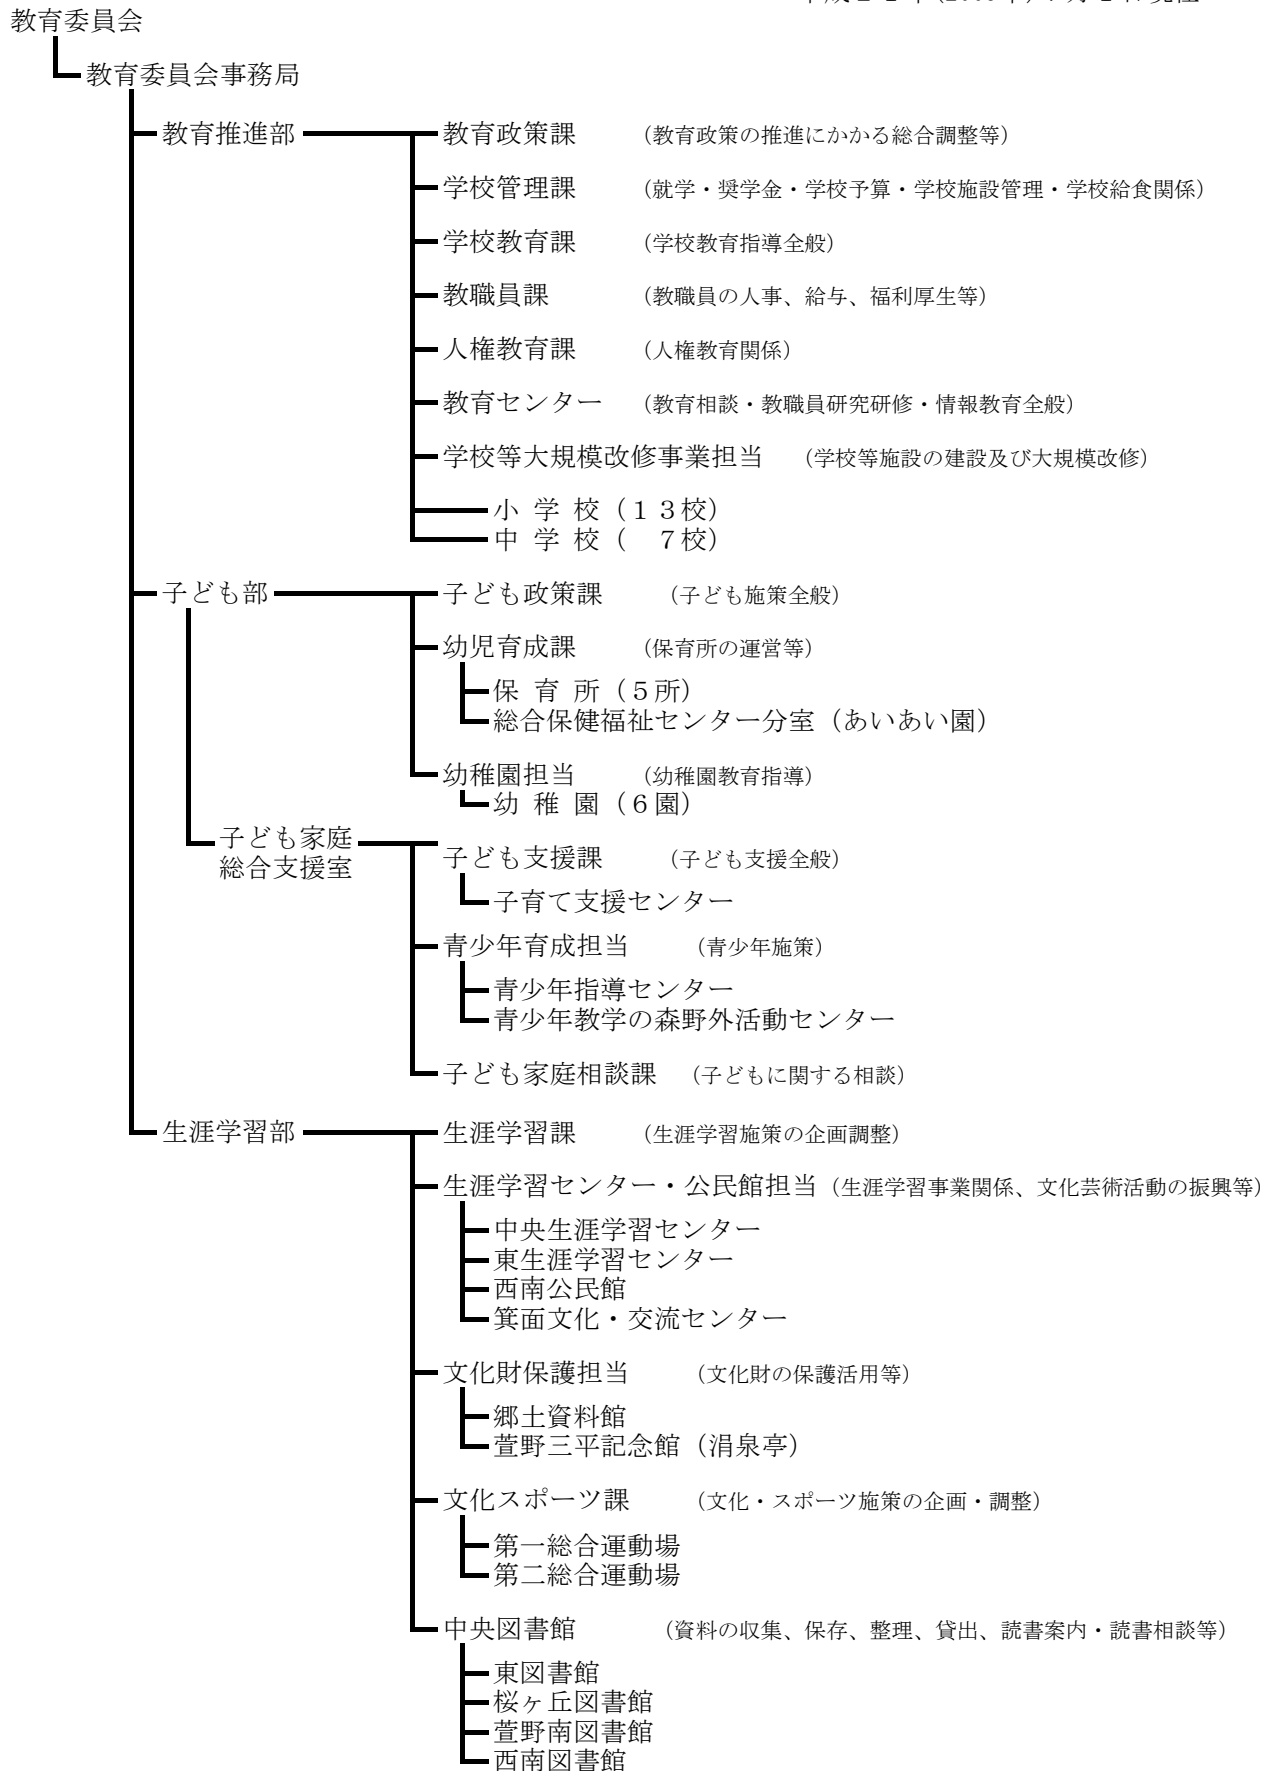 教育委員会
教育委員会事務局
教育推進部 教育政策課 （教育政策の推進にかかる総合調整等）
学校管理課 （就学・奨学金・学校予算・学校施設管理・学校給食関係）
学校教育課 （学校教育指導全般）
教職員課 （教職員の人事、給与、福利厚生等）
人権教育課 （人権教育関係）
教育センター （教育相談・教職員研究研修・情報教育全般）
学校等大規模改修事業担当 （学校等施設の建設及び大規模改修）
小 学 校（１３校）
中 学 校（　７校）
子ども部 子ども政策課 （子ども施策全般）
幼児育成課 （保育所の運営等）
保 育 所（５所）
総合保健福祉センター分室（あいあい園）
幼稚園担当 （幼稚園教育指導）
幼 稚 園（６園）
子ども家庭
総合支援室
子ども支援課 （子ども支援全般）
子育て支援センター
青少年育成担当 （青少年施策）
青少年指導センター
青少年教学の森野外活動センター
子ども家庭相談課 （子どもに関する相談）
生涯学習部 生涯学習課 （生涯学習施策の企画調整）
生涯学習センター・公民館担当（生涯学習事業関係、文化芸術活動の振興等）
中央生涯学習センター
東生涯学習センター
西南公民館
箕面文化・交流センター
文化財保護担当 （文化財の保護活用等）
郷土資料館
萱野三平記念館（涓泉亭）
文化スポーツ課 （文化・スポーツ施策の企画・調整）
第一総合運動場
第二総合運動場
中央図書館 （資料の収集、保存、整理、貸出、読書案内・読書相談等）
東図書館
桜ヶ丘図書館
萱野南図書館
西南図書館